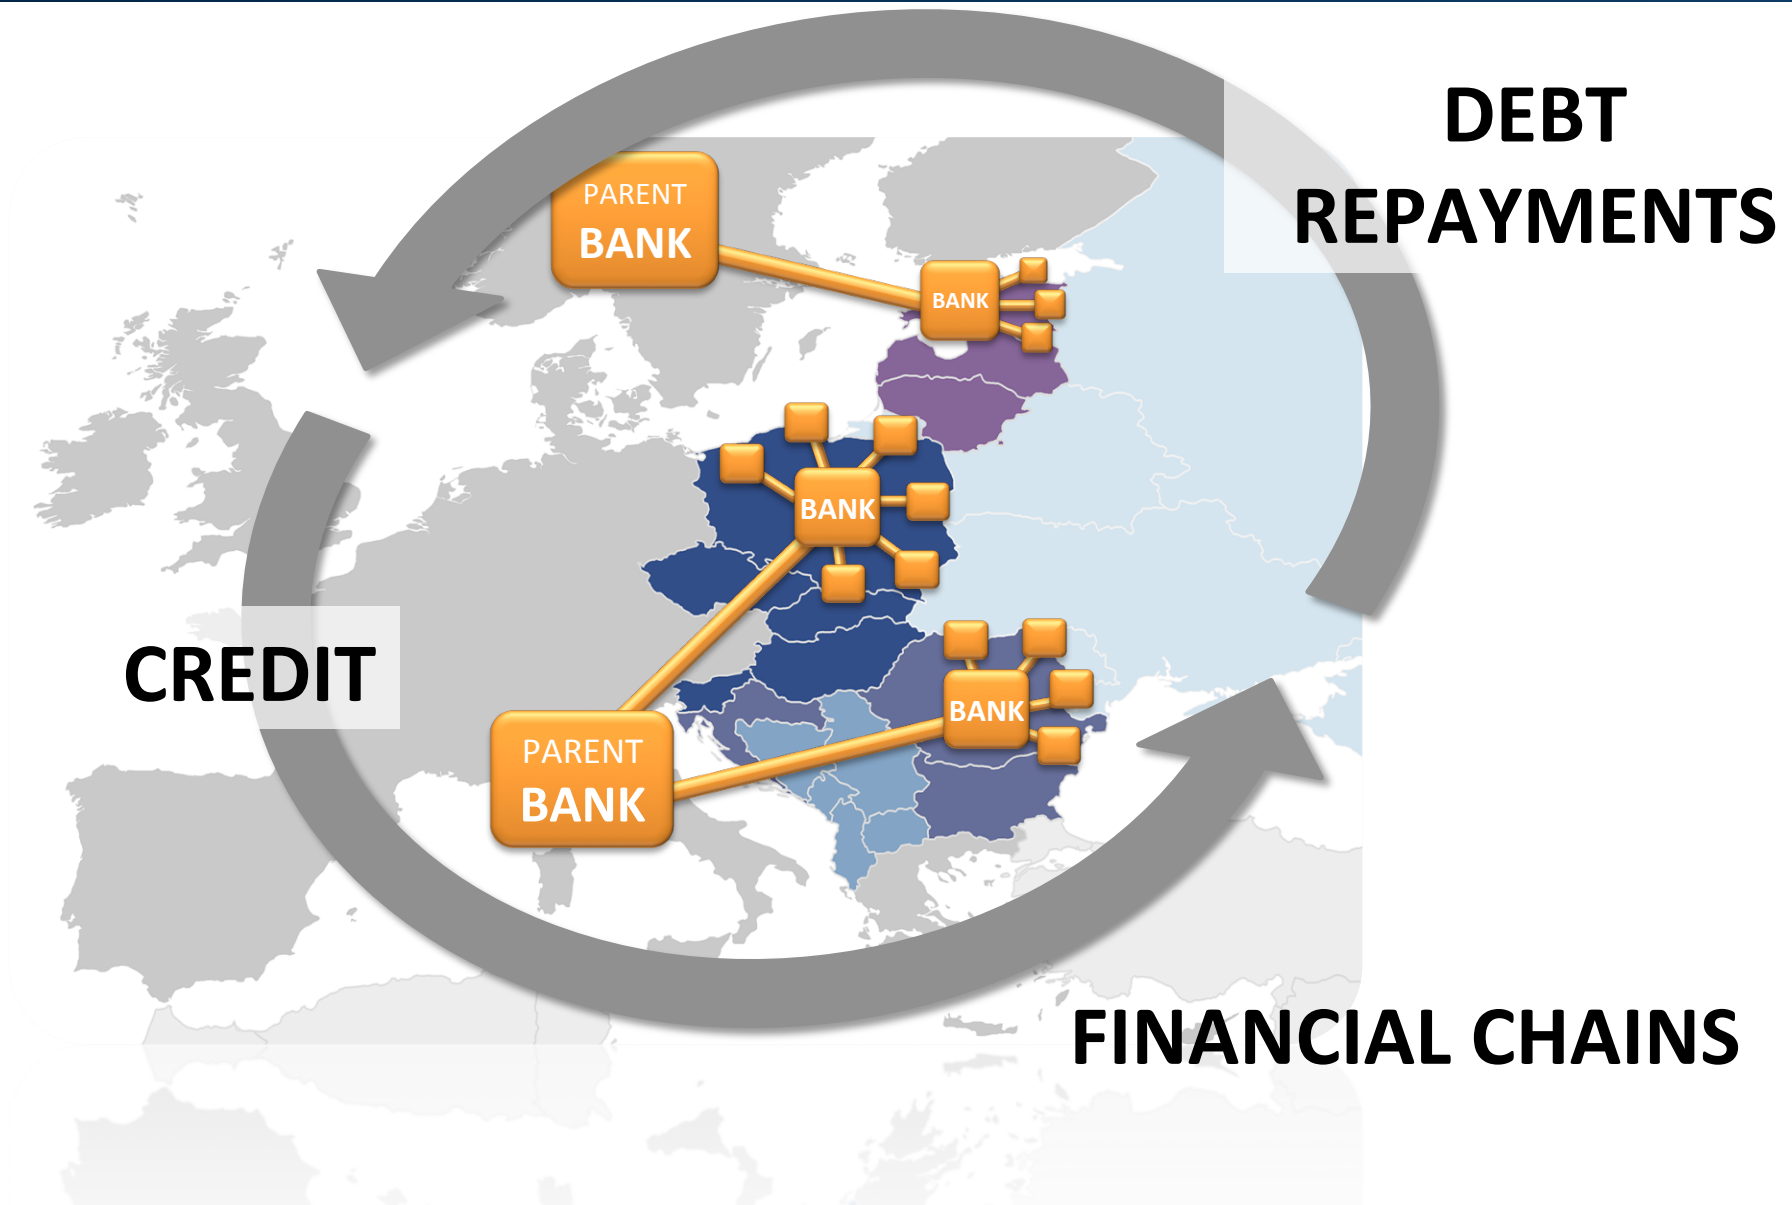 DEBT
REPAYMENTS
PARENT
BANK
BANK
BANK
CREDIT
BANK
PARENT
BANK
FINANCIAL CHAINS